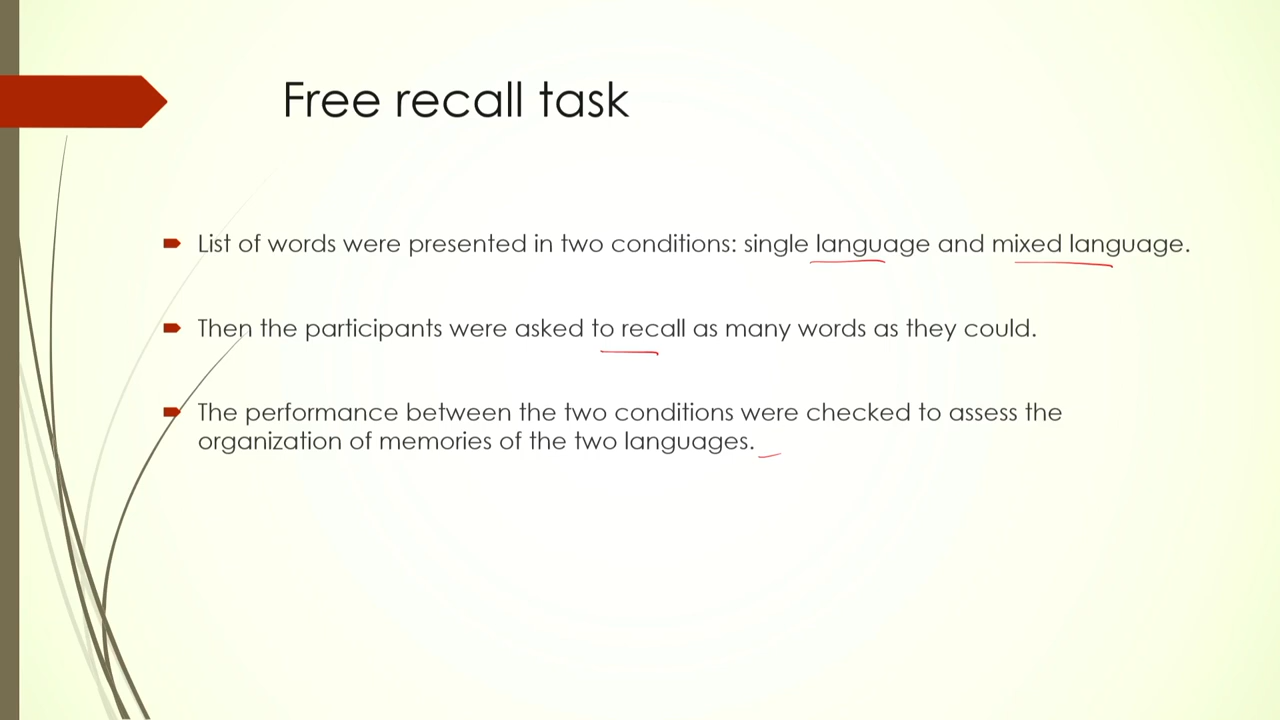 Free recall task
List of words were presented in two conditions: single language and mixed language.
Then the participants were asked to recall as many words as they could.
The performance between the two conditions were checked to assess the
organization of memories of the two languages.